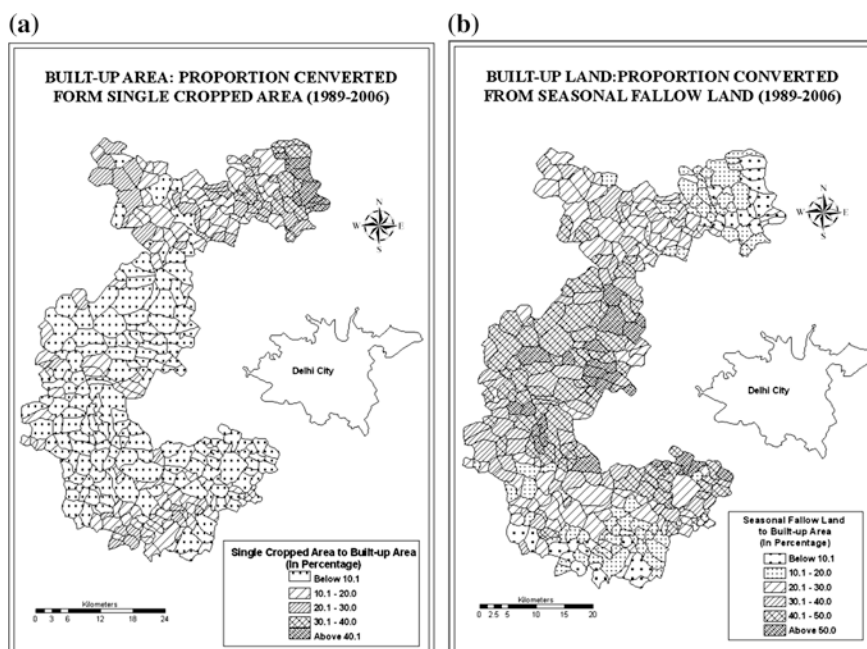 (a)
BUILT-UP AREA: PROPORTION CENVERTED
FORM SINGLE CROPPED AREA (1989-2006)
N
W E
S
Delhi City
Single Cropped Area to Built-up Area
(In Percentage)
Below 10.1
10.1 - 20.0
20.1 - 30.0
30.1 - 40.0
Above 40.1
Kilometers
0 3 6 12 18 24
(b)
BUILT-UP LAND:PROPORTION CONVERTED
FROM SEASONAL FALLOW LAND (1989-2006)
N
W E
S
Delhi City
Seasonal Fallow Land
to Built-up Area
(In Percentage)
Below 10.1
10.1 - 20.0
20.1 - 30.0
30.1 - 40.0
40.1 - 50.0
Above 50.0
Kilometers
0 2.5 5 10 15 20